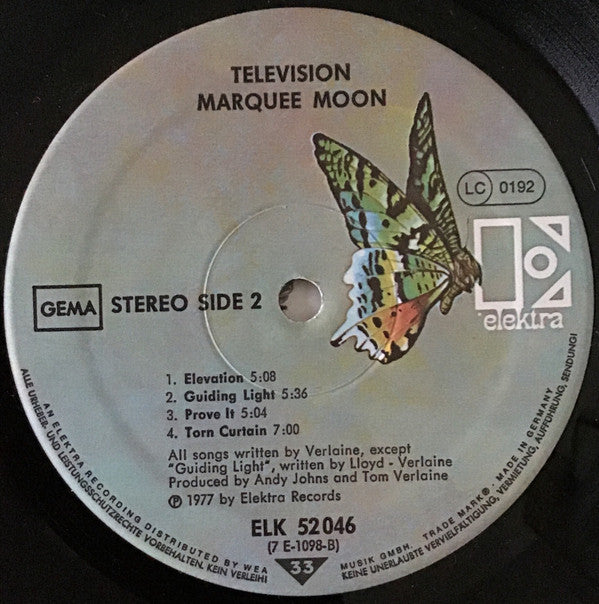 TELEVISION
MARQUEE MOON
LC 0192
elektra
GEMA STEREO SIDE 2
1. Elevation 5:08
2. Guiding Light 5:36
3. Prove It 5:04
4. Torn Curtain 7:00
All songs written by Verlaine, except
"Guiding Light", written by Lloyd - Verlaine
Produced by Andy Johns and Tom Verlaine
℗ 1977 by Elektra Records
ELK 52046
(7 E-1098-B)
33
AN ELEKTRA RECORDING DISTRIBUTED BY WEA MUSIK GMBH. TRADE MARK®. MADE IN GERMANY
ALLE URHEBER- UND LEISTUNGSSCHUTZRECHTE VORBEHALTEN. KEIN VERLEIH! KEINE UNERLAUBTE VERVIELFÄLTIGUNG, VERMIETUNG, AUFFÜHRUNG, SENDUNG!